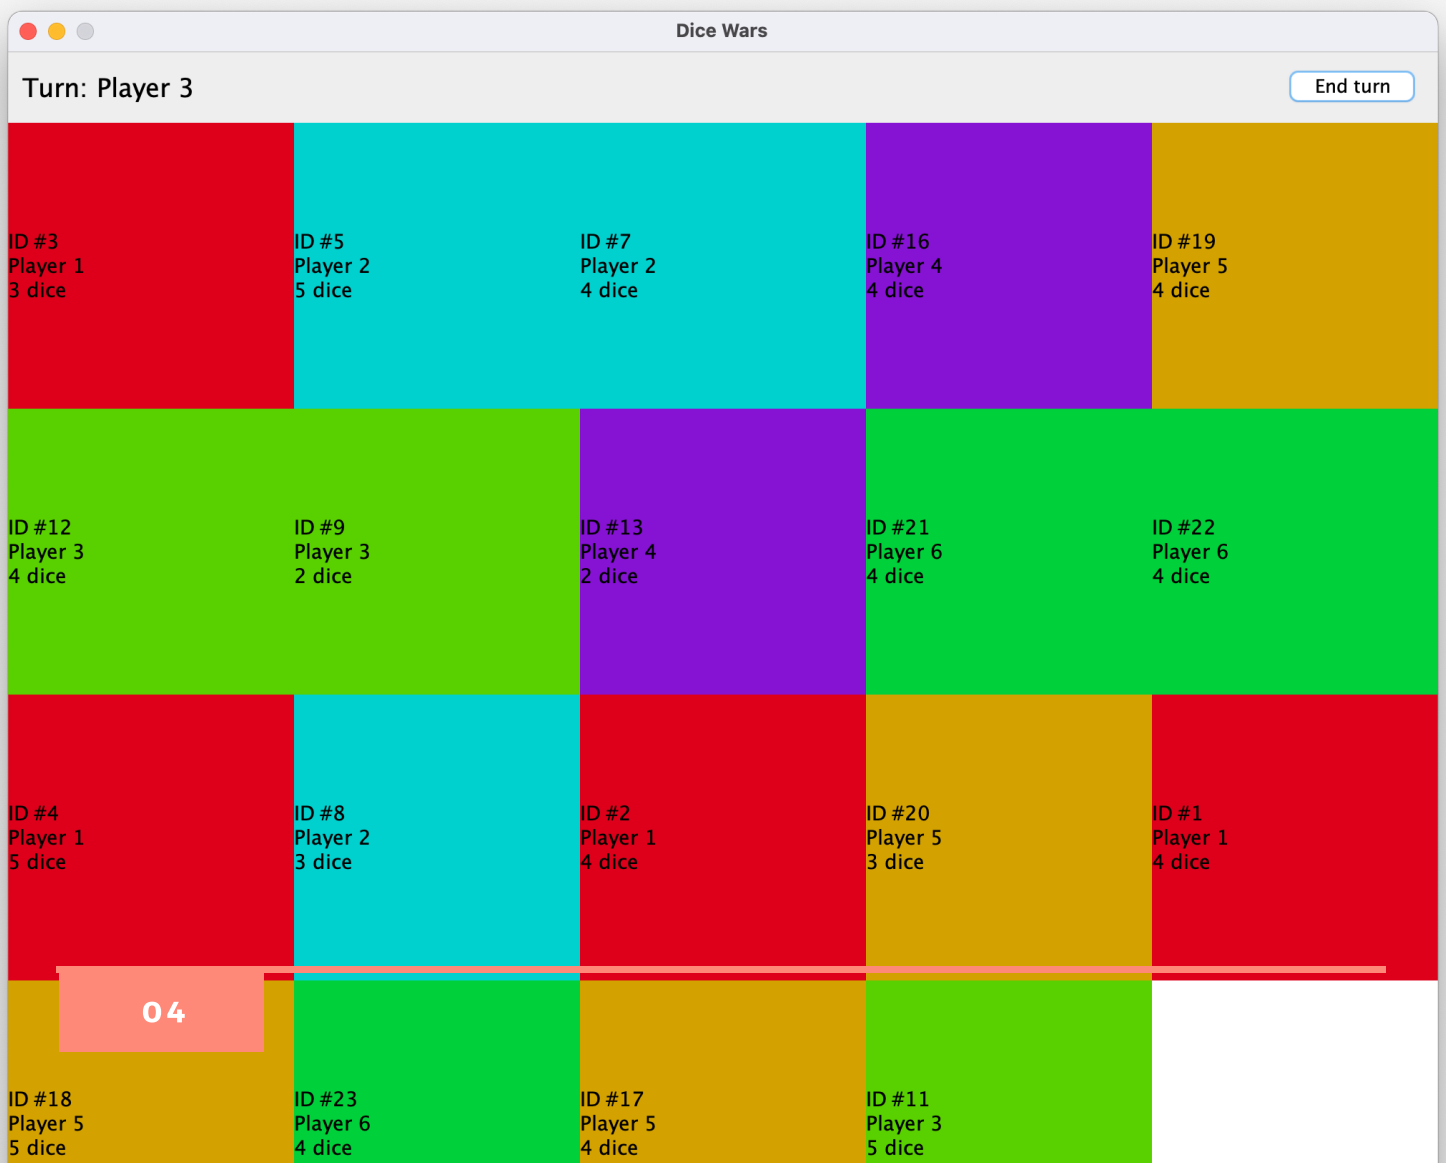 Dice Wars
Turn: Player 3
End turn
ID #3
Player 1
3 dice
ID #5
Player 2
5 dice
ID #7
Player 2
4 dice
ID #16
Player 4
4 dice
ID #19
Player 5
4 dice
ID #12
Player 3
4 dice
ID #9
Player 3
2 dice
ID #13
Player 4
2 dice
ID #21
Player 6
4 dice
ID #22
Player 6
4 dice
ID #4
Player 1
5 dice
ID #8
Player 2
3 dice
ID #2
Player 1
4 dice
ID #20
Player 5
3 dice
ID #1
Player 1
4 dice
04
ID #18
Player 5
5 dice
ID #23
Player 6
4 dice
ID #17
Player 5
4 dice
ID #11
Player 3
5 dice